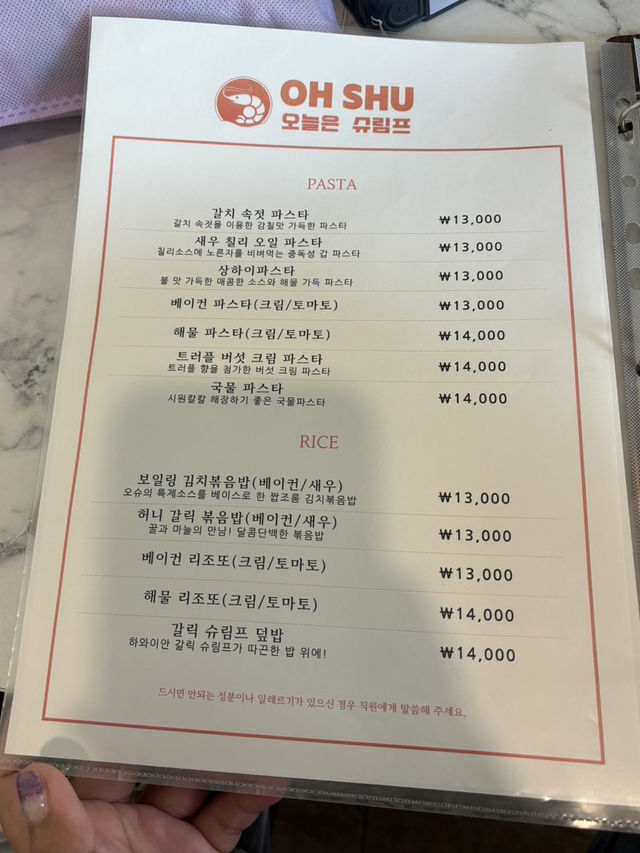 OH SHU
오늘은 슈림프
PASTA
갈치 속젓 파스타
갈치 속젓을 이용한 감칠맛 가득한 파스타
₩13,000
새우 칠리 오일 파스타
칠리소스에 노른자를 비벼먹는 중독성 갑 파스타
₩13,000
상하이파스타
불 맛 가득한 매콤한 소스와 해물 가득 파스타
₩13,000
베이컨 파스타(크림/토마토)
₩13,000
해물 파스타(크림/토마토)
₩14,000
트러플 버섯 크림 파스타
트러플 향을 첨가한 버섯 크림 파스타
₩14,000
국물 파스타
시원칼칼 해장하기 좋은 국물파스타
₩14,000
RICE
보일링 김치볶음밥(베이컨/새우)
오슈의 특제소스를 베이스로 한 짭조롬 김치볶음밥
₩13,000
허니 갈릭 볶음밥(베이컨/새우)
꿀과 마늘의 만남! 달콤단백한 볶음밥
₩13,000
베이컨 리조또(크림/토마토)
₩13,000
해물 리조또(크림/토마토)
₩14,000
갈릭 슈림프 덮밥
하와이안 갈릭 슈림프가 따끈한 밥 위에!
₩14,000
드시면 안되는 성분이나 알레르기가 있으신 경우 직원에게 말씀해 주세요.